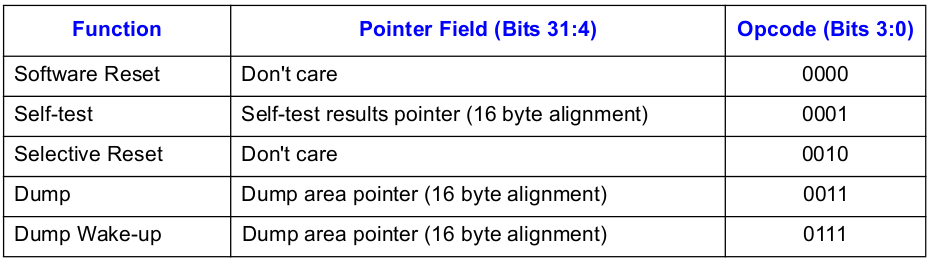 Function Pointer Field (Bits 31:4) Opcode (Bits 3:0)
Software Reset Don't care 0000
Self-test Self-test results pointer (16 byte alignment) 0001
Selective Reset Don't care 0010
Dump Dump area pointer (16 byte alignment) 0011
Dump Wake-up Dump area pointer (16 byte alignment) 0111